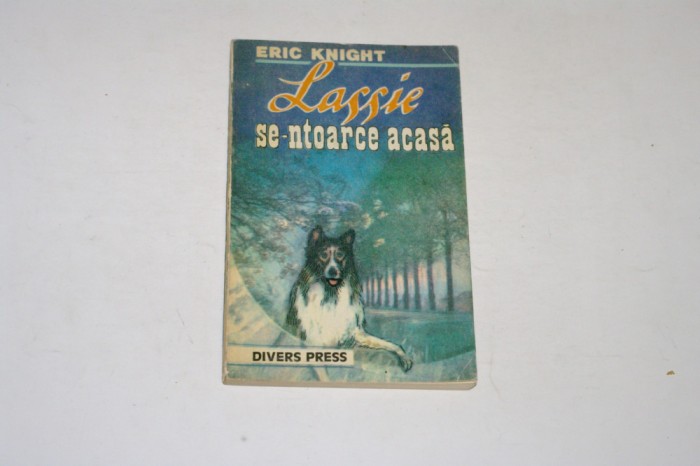 ERIC KNIGHT
Lassie
se-ntoarce acasă
DIVERS PRESS